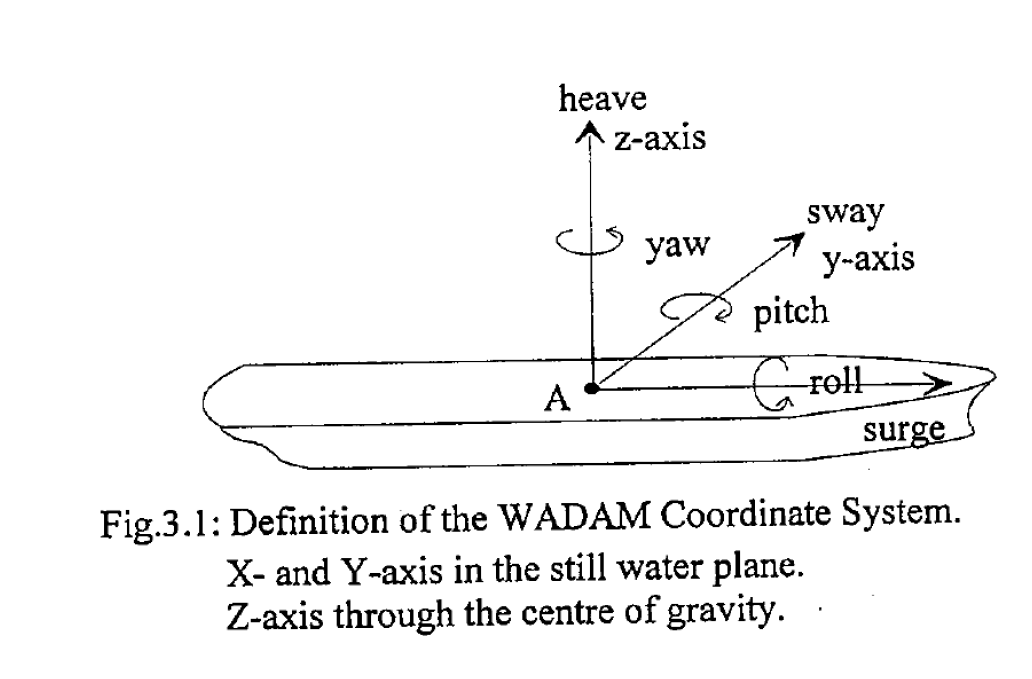 heave
z-axis
sway
yaw
y-axis
pitch
roll
A
surge
Fig.3.1: Definition of the WADAM Coordinate System.
X- and Y-axis in the still water plane.
Z-axis through the centre of gravity.